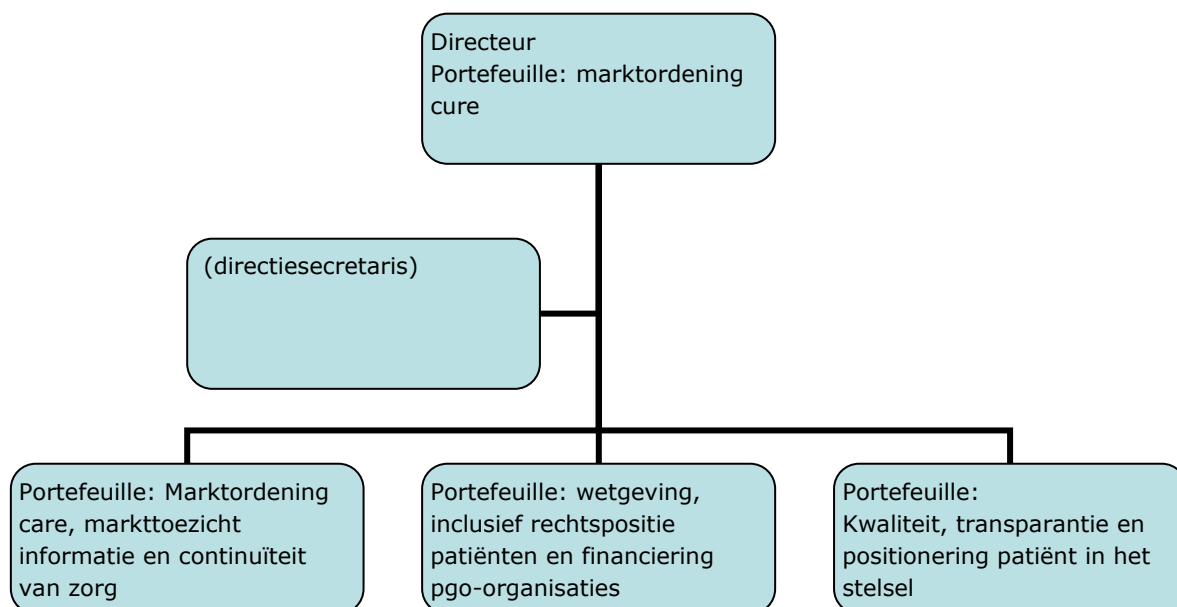 Directeur
Portefeuille: marktordening
cure
(directiesecretaris)
Portefeuille: Marktordening
care, markttoezicht
informatie en continuïteit
van zorg
Portefeuille: wetgeving,
inclusief rechtspositie
patiënten en financiering
pgo-organisaties
Portefeuille:
Kwaliteit, transparantie en
positionering patiënt in het
stelsel